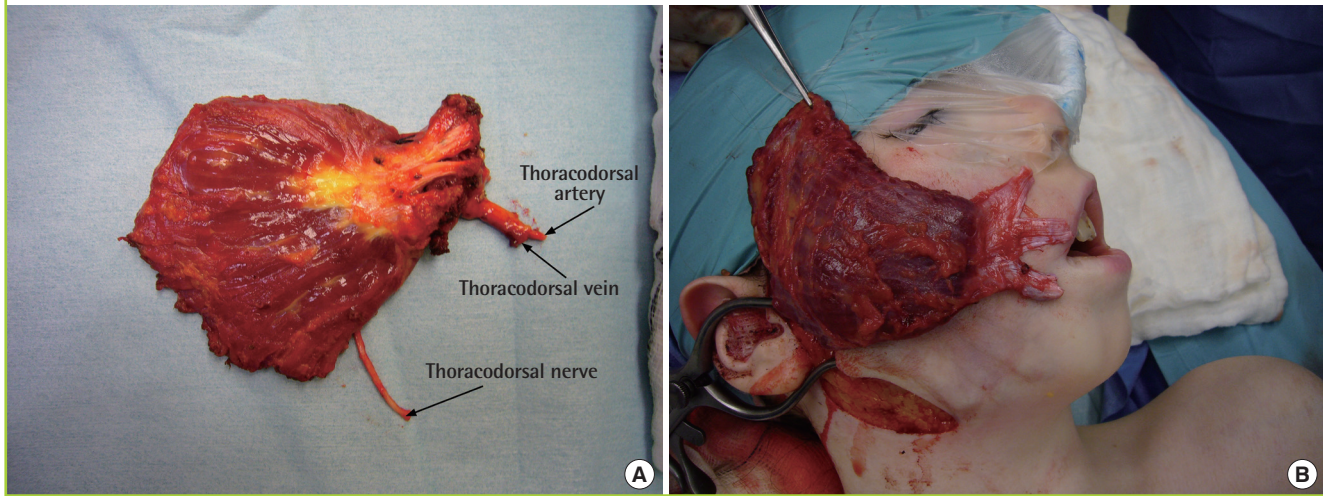 Thoracodorsal
artery
Thoracodorsal vein
Thoracodorsal nerve
A
B